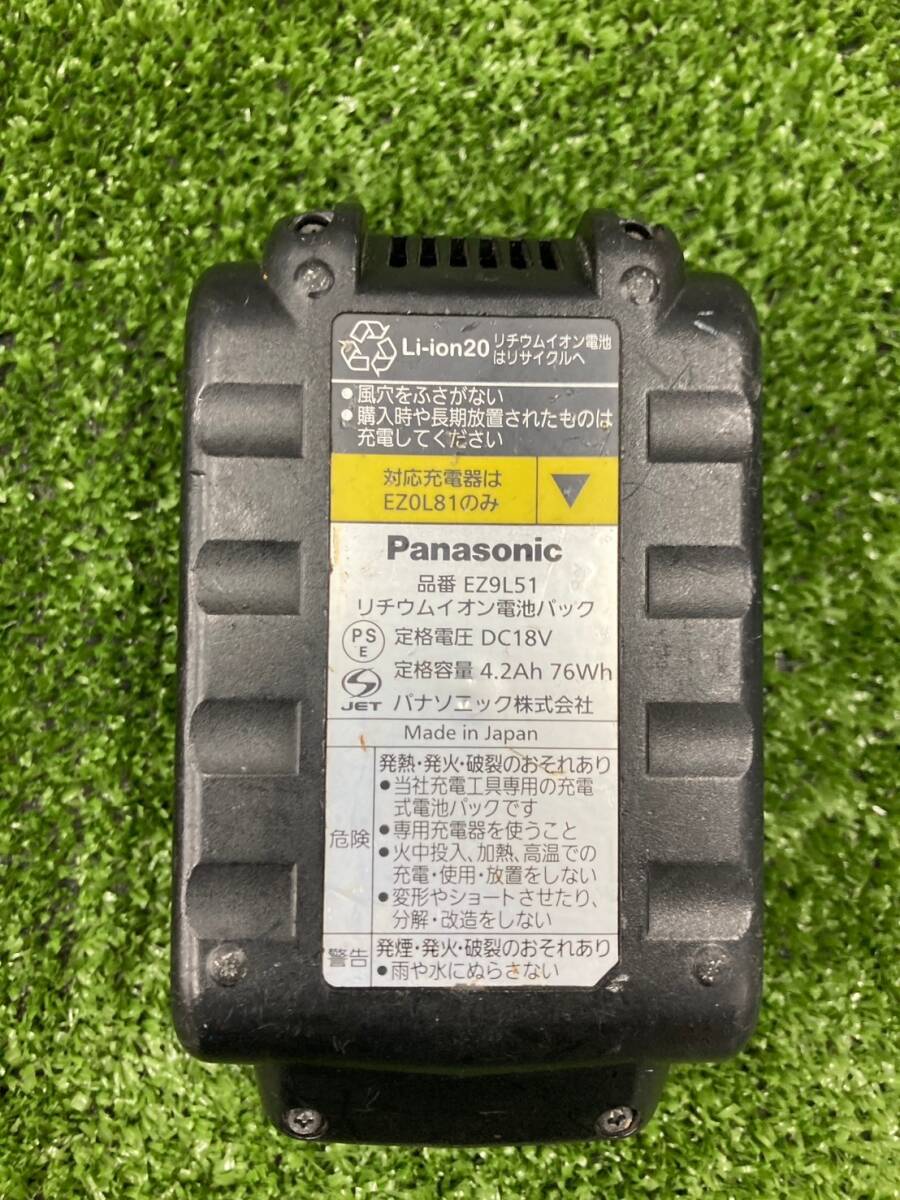 Li-ion20 リチウムイオン電池
はリサイクルへ
●風穴をふさがない
●購入時や長期放置されたものは
充電してください
対応充電器は
EZ0L81のみ
Panasonic
品番 EZ9L51
リチウムイオン電池パック
PS
E
定格電圧 DC18V
定格容量 4.2Ah 76Wh
JET
パナソニック株式会社
Made in Japan
危険
発熱・発火・破裂のおそれあり
●当社充電工具専用の充電
式電池パックです
●専用充電器を使うこと
●火中投入、加熱、高温での
充電・使用・放置をしない
●変形やショートさせたり、
分解・改造をしない
警告
発煙・発火・破裂のおそれあり
●雨や水にぬらさない